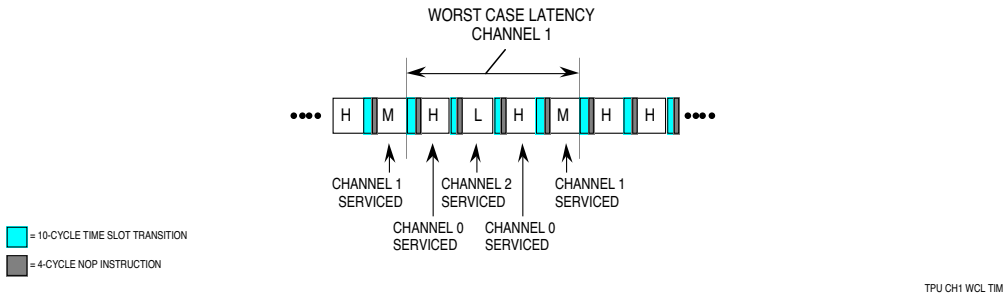 WORST CASE LATENCY
CHANNEL 1
H M H L H M H H
CHANNEL 1
SERVICED
CHANNEL 2
SERVICED
CHANNEL 1
SERVICED
CHANNEL 0
SERVICED
CHANNEL 0
SERVICED
= 10-CYCLE TIME SLOT TRANSITION
= 4-CYCLE NOP INSTRUCTION
TPU CH1 WCL TIM